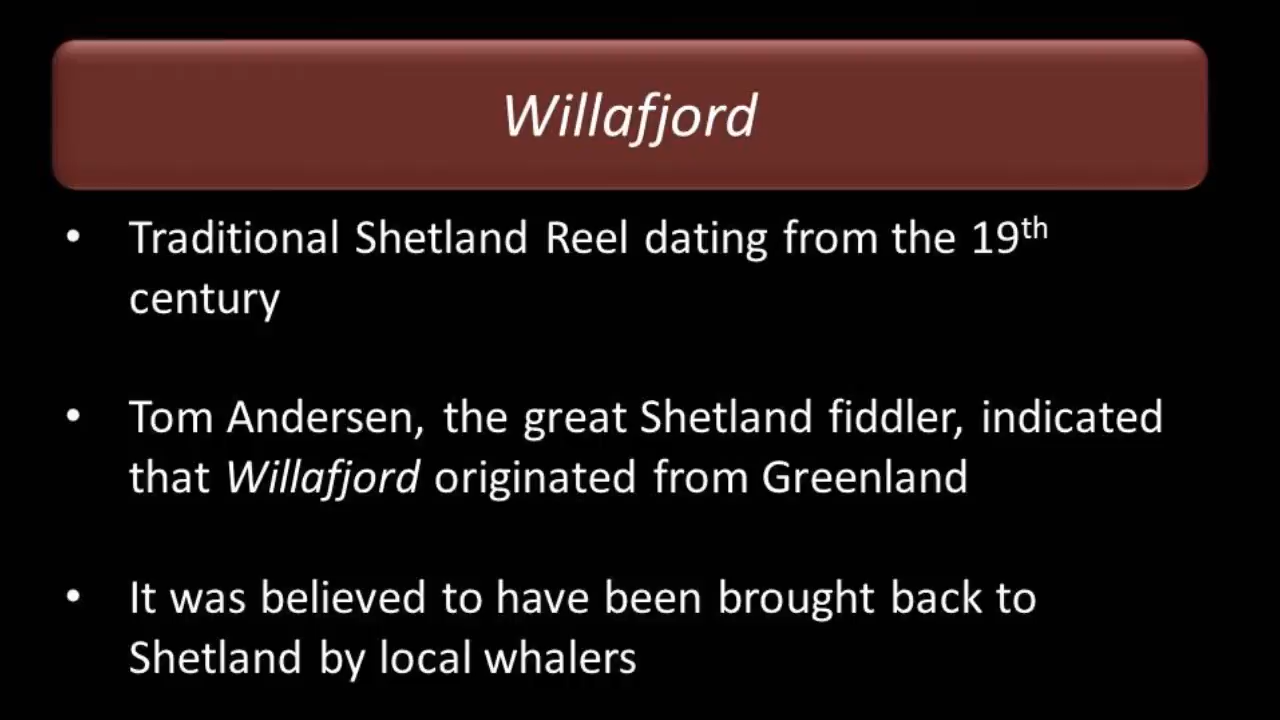 Willafjord
• Traditional Shetland Reel dating from the 19th
century
• Tom Andersen, the great Shetland fiddler, indicated
that Willafjord originated from Greenland
• It was believed to have been brought back to
Shetland by local whalers